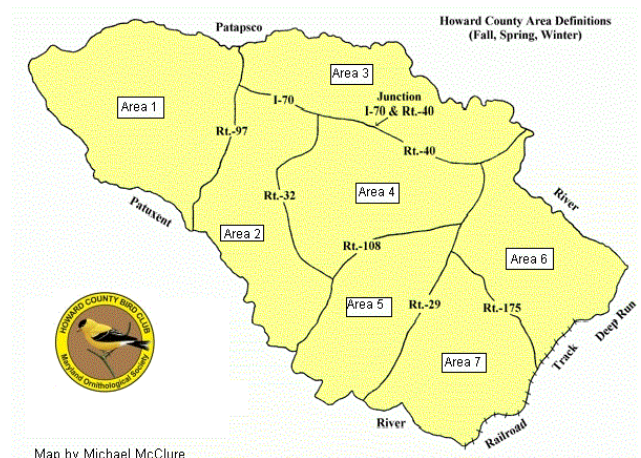 Howard County Area Definitions
(Fall, Spring, Winter)
Patapsco
Area 3
Area 1
I-70
Junction
I-70 & Rt.-40
Rt.-97
Rt.-40
Rt.-32
Area 4
River
Patuxent
Area 2
Rt.-108
Area 6
Area 5
Rt.-29
Rt.-175
Deep Run
Track
Area 7
River
Railroad
HOWARD COUNTY BIRD CLUB
Maryland Ornithological Society
Map by Michael McClure